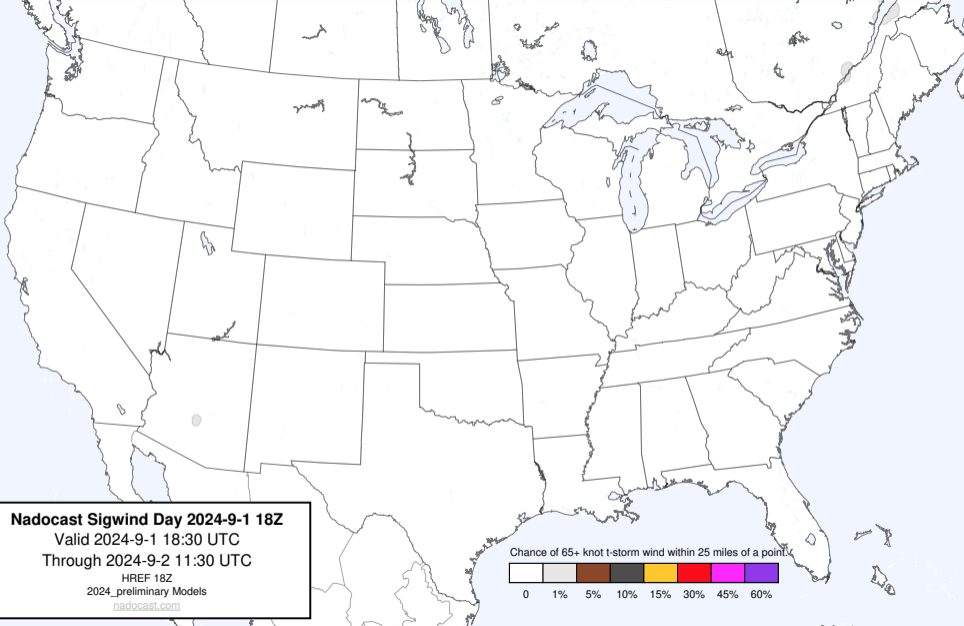 Nadocast Sigwind Day 2024-9-1 18Z
Valid 2024-9-1 18:30 UTC
Through 2024-9-2 11:30 UTC
HREF 18Z
2024_preliminary Models
nadocast.com
Chance of 65+ knot t-storm wind within 25 miles of a point.
0 1% 5% 10% 15% 30% 45% 60%